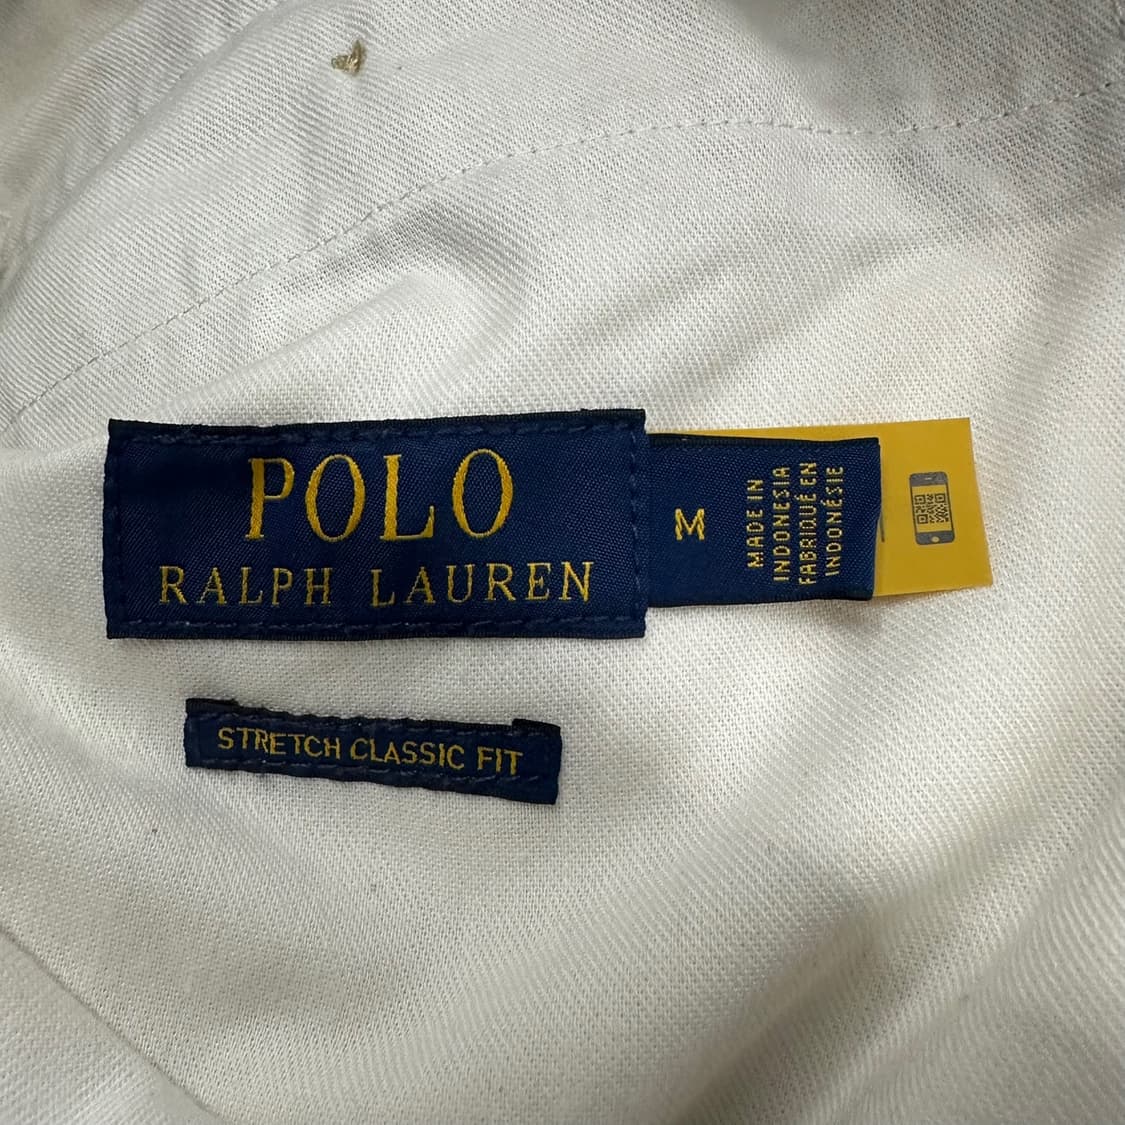 POLO
RALPH LAUREN
M
MADE IN
INDONESIA
FABRIQUÉ EN
INDONÉSIE
STRETCH CLASSIC FIT